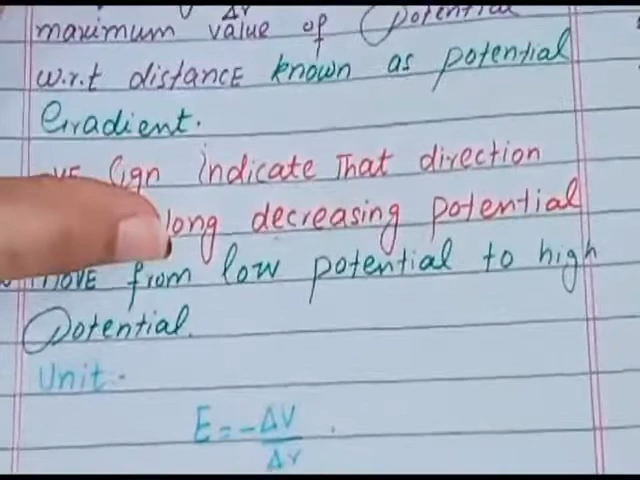 Δr
maximum value of potential
w.r.t distance known as potential
Gradient.
Sign indicate That direction
long decreasing potential
move from low potential to high
potential.
Unit:-
E = -ΔV
Δr